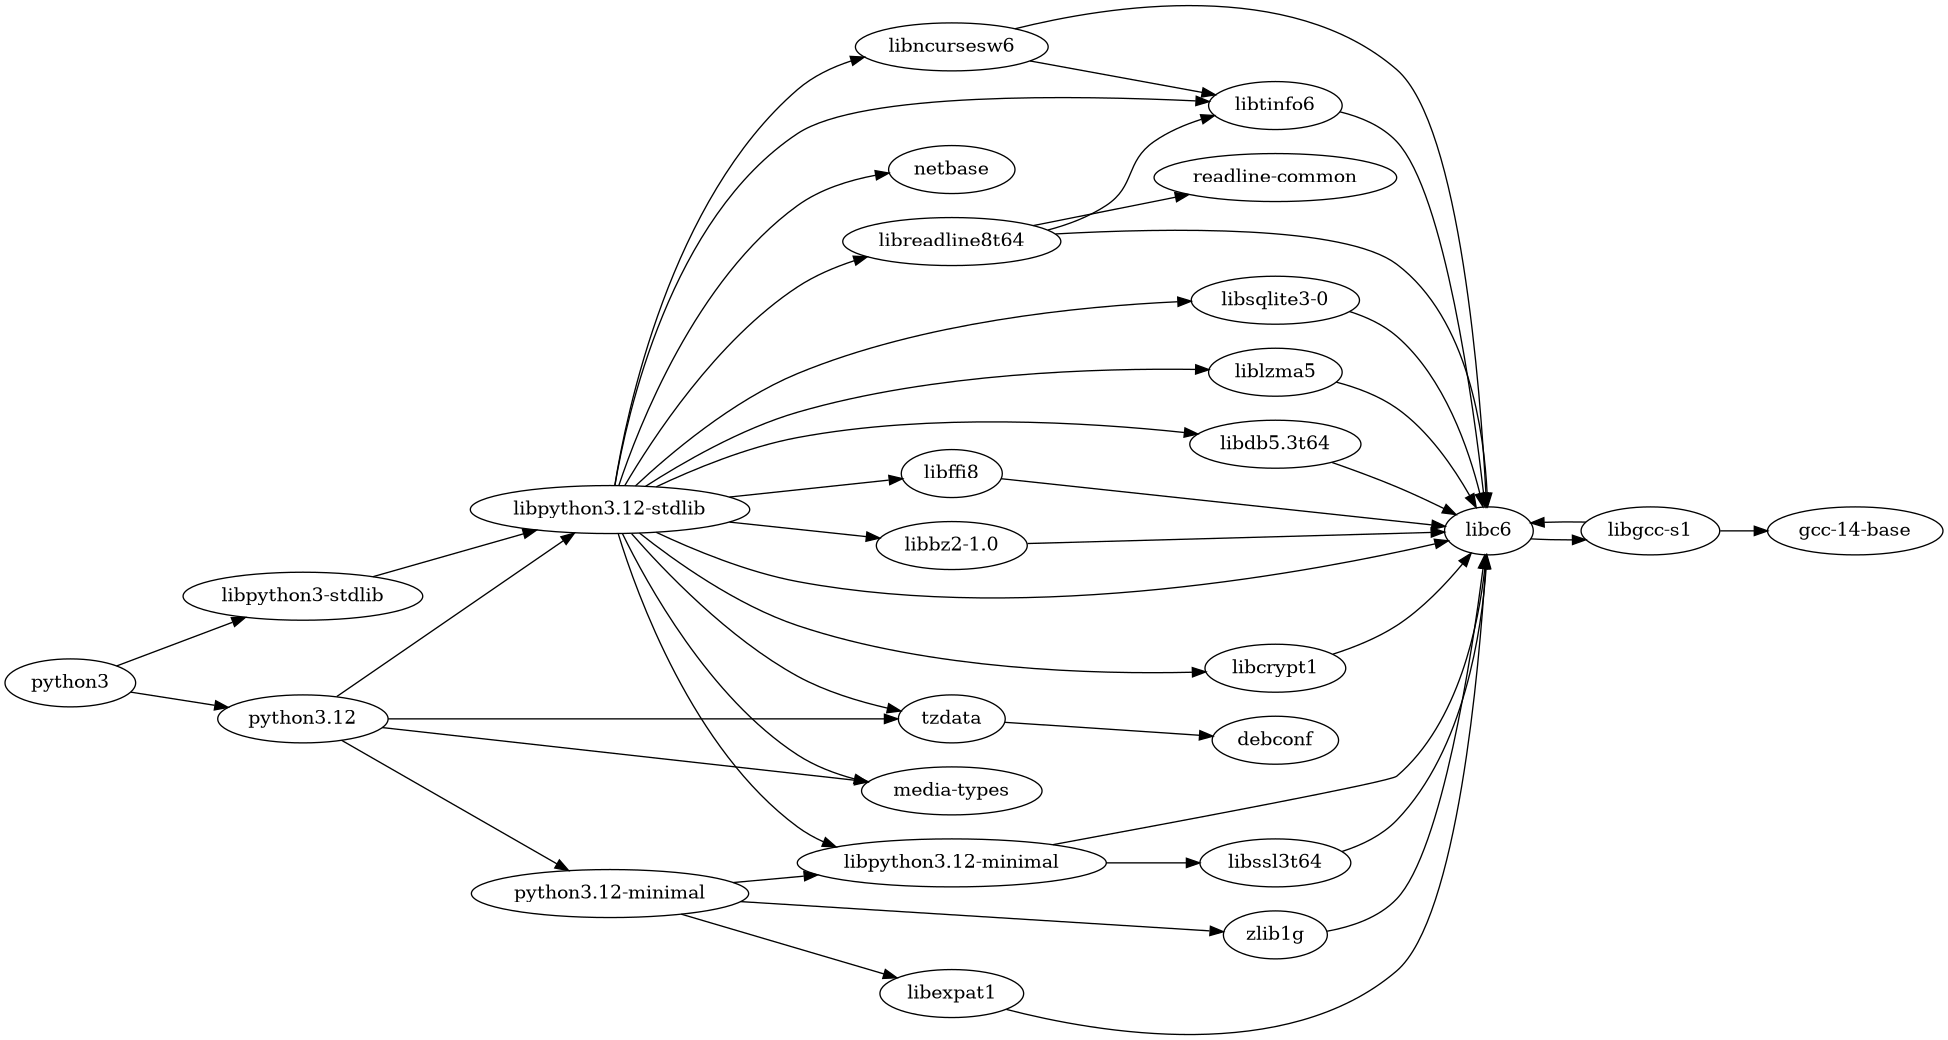 libncursesw6
libtinfo6
netbase
readline-common
libreadline8t64
libsqlite3-0
liblzma5
libdb5.3t64
libffi8
libpython3.12-stdlib
libbz2-1.0
libc6
libgcc-s1
gcc-14-base
libpython3-stdlib
libcrypt1
python3
python3.12
tzdata
debconf
media-types
libpython3.12-minimal
libssl3t64
python3.12-minimal
zlib1g
libexpat1